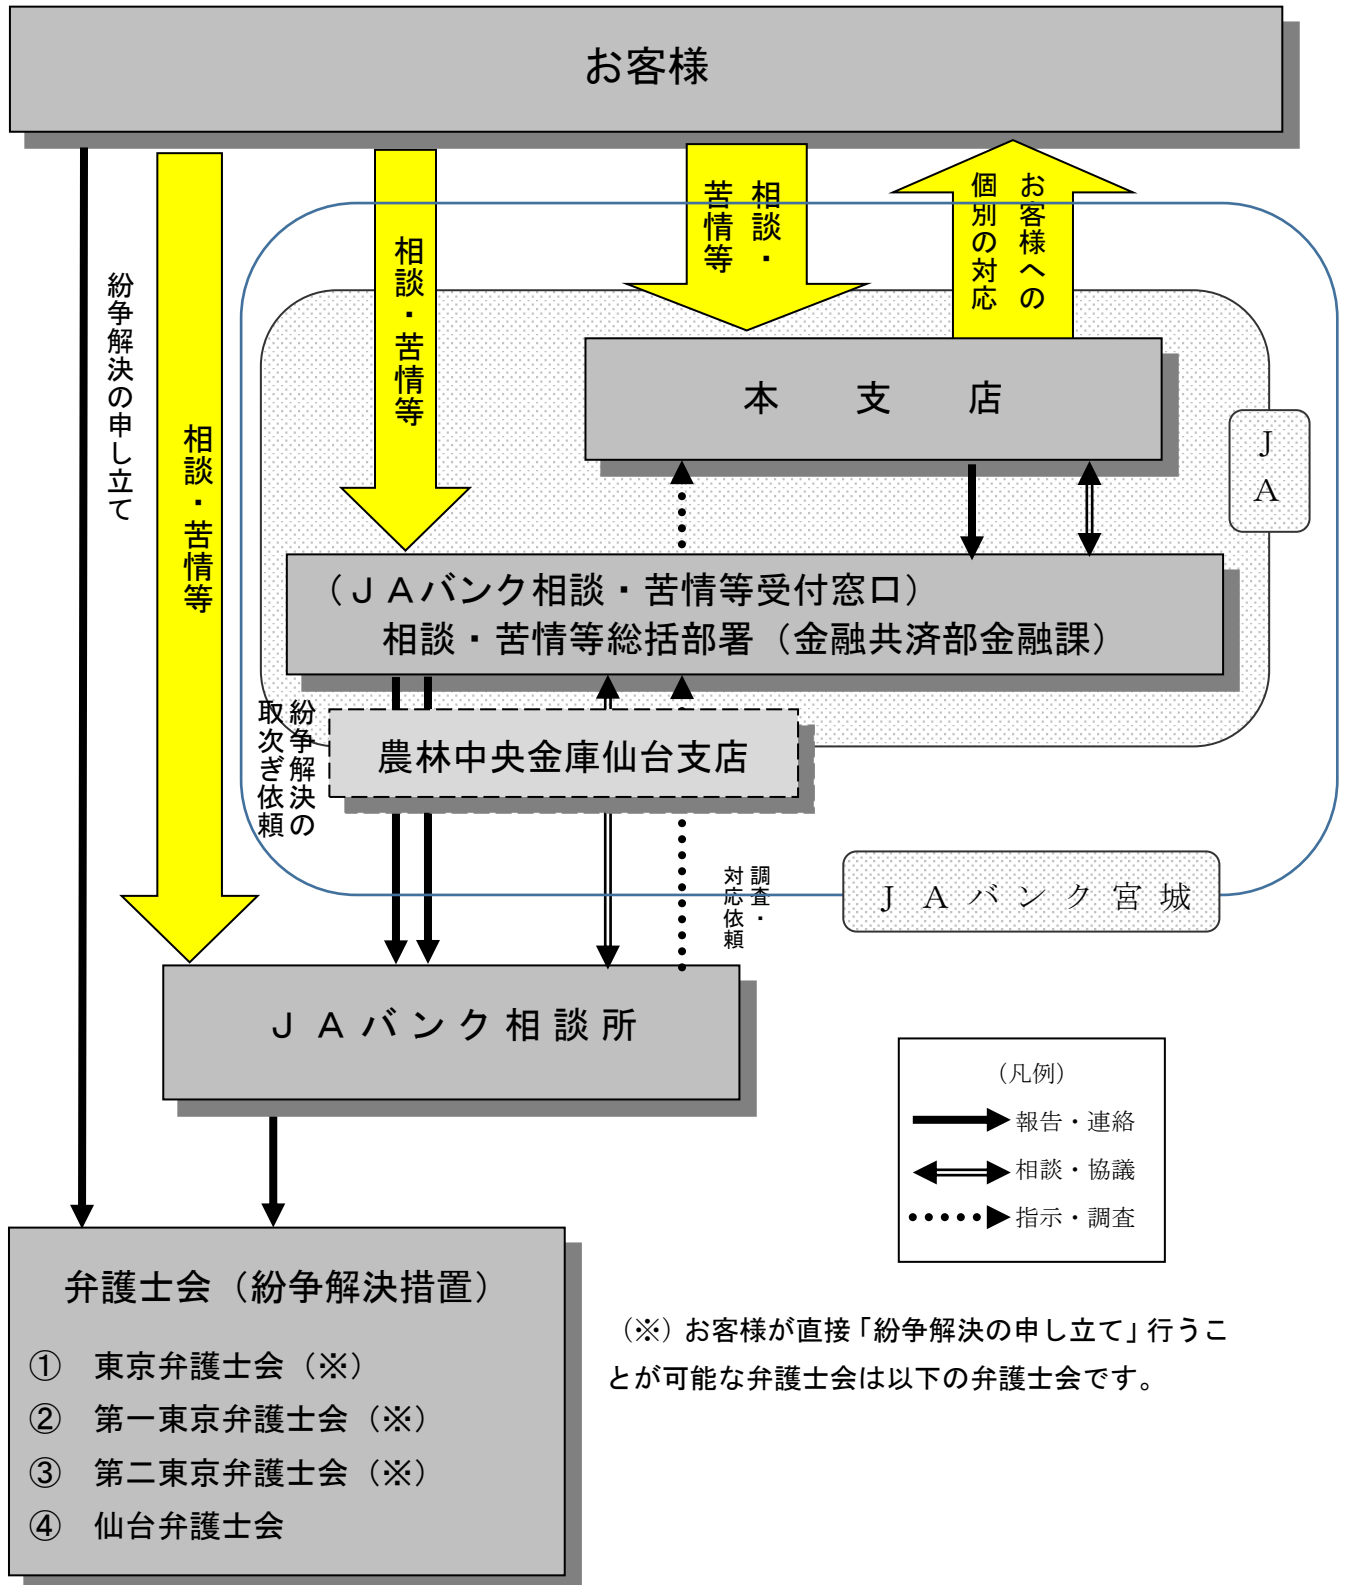 お客様
紛争解決の申し立て
相談・苦情等
相談・苦情等
相談・
苦情等
お客様への
個別の対応
本　支　店
ＪＡ
（ＪＡバンク相談・苦情等受付窓口）
相談・苦情等総括部署（金融共済部金融課）
紛争解決の
取次ぎ依頼
農林中央金庫仙台支店
調査・
対応依頼
ＪＡバンク宮城
ＪＡバンク相談所
（凡例）
報告・連絡
相談・協議
指示・調査
弁護士会（紛争解決措置）
①　東京弁護士会（※）
②　第一東京弁護士会（※）
③　第二東京弁護士会（※）
④　仙台弁護士会
（※）お客様が直接「紛争解決の申し立て」行うこ
とが可能な弁護士会は以下の弁護士会です。